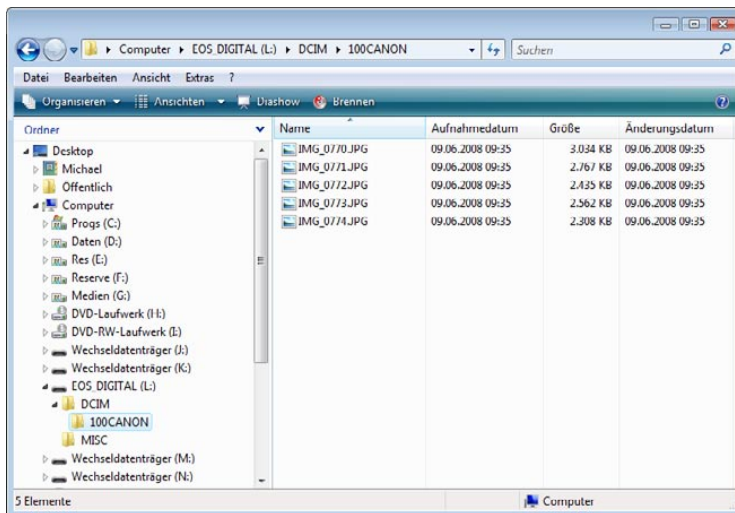 Computer ▸ EOS_DIGITAL (L:) ▸ DCIM ▸ 100CANON
Suchen
Datei Bearbeiten Ansicht Extras ?
Organisieren Ansichten Diashow Brennen
Ordner
Desktop
Michael
Öffentlich
Computer
Progs (C:)
Daten (D:)
Res (E:)
Reserve (F:)
Medien (G:)
DVD-Laufwerk (H:)
DVD-RW-Laufwerk (I:)
Wechseldatenträger (J:)
Wechseldatenträger (K:)
EOS_DIGITAL (L:)
DCIM
100CANON
MISC
Wechseldatenträger (M:)
Wechseldatenträger (N:)
Name Aufnahmedatum Größe Änderungsdatum
IMG_0770.JPG 09.06.2008 09:35 3.034 KB 09.06.2008 09:35
IMG_0771.JPG 09.06.2008 09:35 2.767 KB 09.06.2008 09:35
IMG_0772.JPG 09.06.2008 09:35 2.435 KB 09.06.2008 09:35
IMG_0773.JPG 09.06.2008 09:35 2.562 KB 09.06.2008 09:35
IMG_0774.JPG 09.06.2008 09:35 2.308 KB 09.06.2008 09:35
5 Elemente
Computer